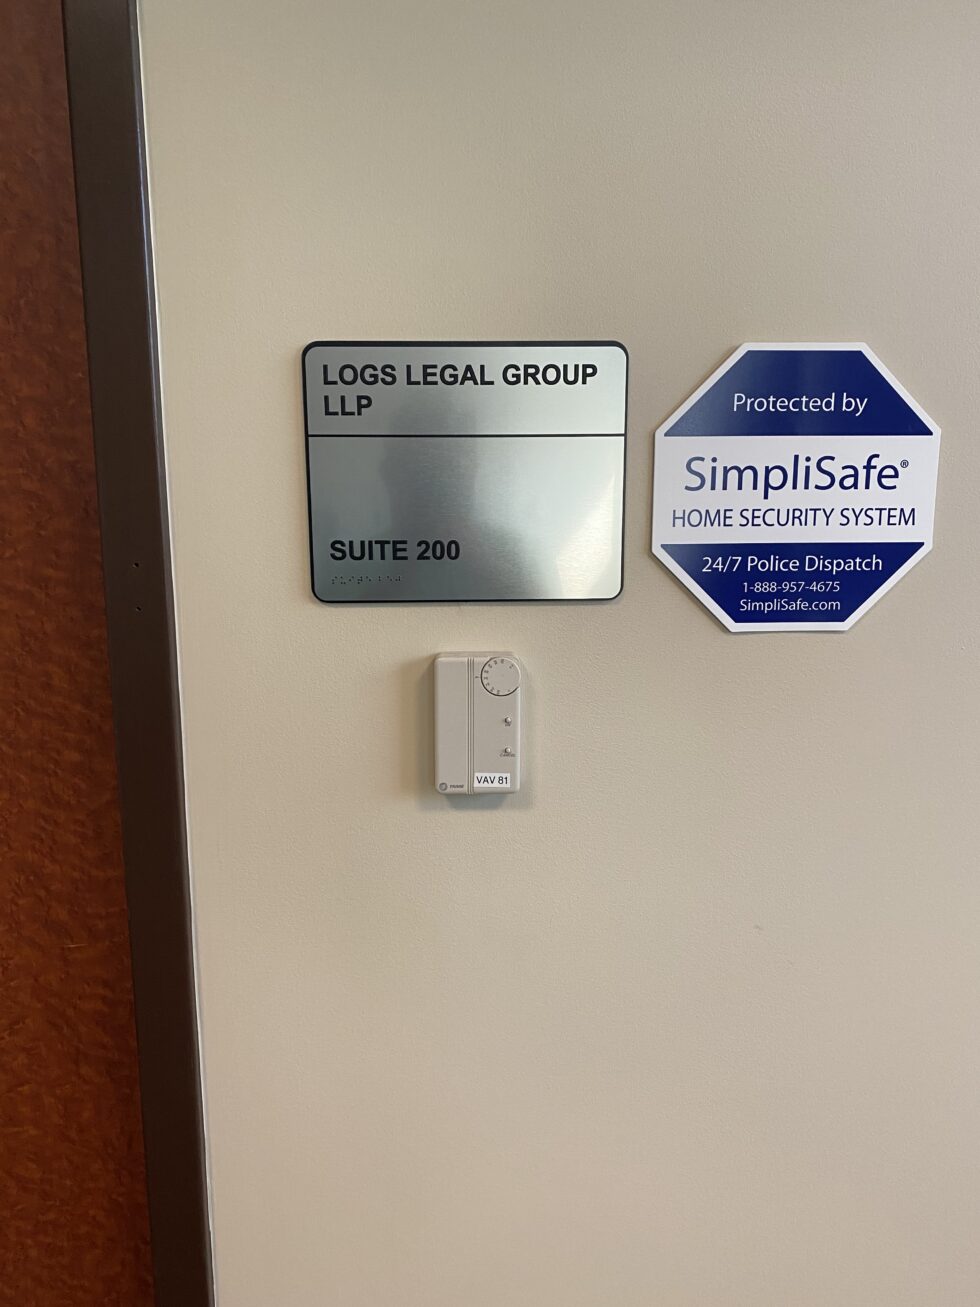 LOGS LEGAL GROUP
LLP
SUITE 200
Protected by
SimpliSafe®
HOME SECURITY SYSTEM
24/7 Police Dispatch
1-888-957-4675
SimpliSafe.com
TRANE
VAV 81